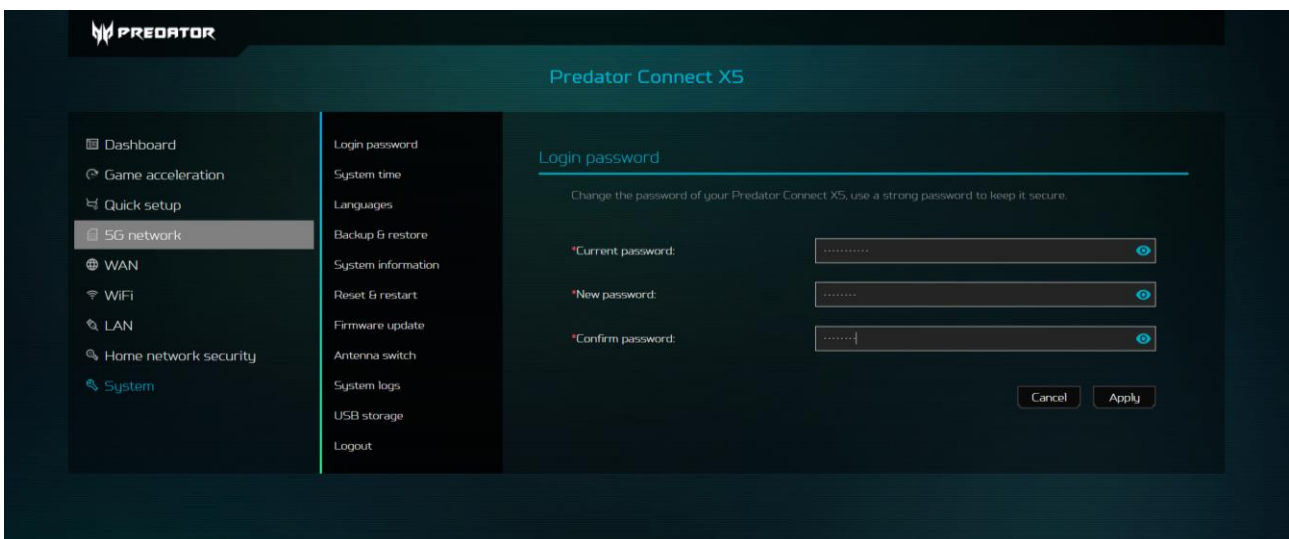 PREDATOR
Predator Connect X5
Dashboard
Game acceleration
Quick setup
5G network
WAN
WiFi
LAN
Home network security
System
Login password
System time
Languages
Backup & restore
System information
Reset & restart
Firmware update
Antenna switch
System logs
USB storage
Logout
Login password
Change the password of your Predator Connect X5, use a strong password to keep it secure.
*Current password:
*New password:
*Confirm password:
Cancel Apply